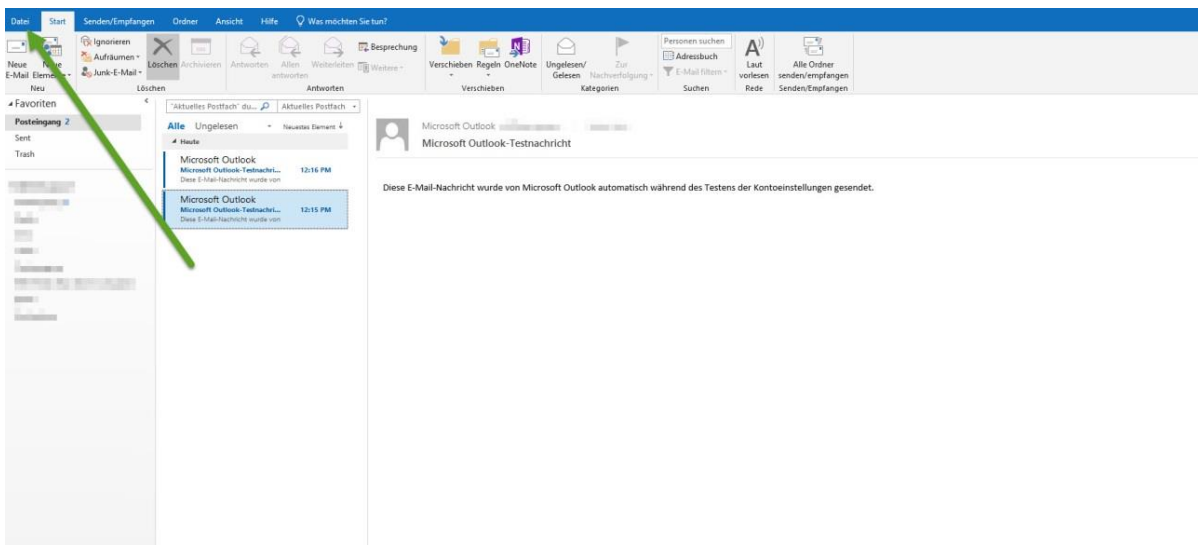 Datei Start Senden/Empfangen Ordner Ansicht Hilfe Was möchten Sie tun?
Neue E-Mail
Neue Elemente
Neu
Ignorieren
Aufräumen
Junk-E-Mail
Löschen Archivieren
Löschen
Antworten Allen antworten Weiterleiten
Besprechung
Weitere
Antworten
Verschieben Regeln OneNote
Verschieben
Ungelesen/ Gelesen
Zur Nachverfolgung
Kategorien
Personen suchen
Adressbuch
E-Mail filtern
Suchen
Laut vorlesen
Rede
Alle Ordner senden/empfangen
Senden/Empfangen
Favoriten
Posteingang 2
Sent
Trash
"Aktuelles Postfach" du... Aktuelles Postfach
Alle Ungelesen Neuestes Element
Heute
Microsoft Outlook
Microsoft Outlook-Testnachri... 12:16 PM
Diese E-Mail-Nachricht wurde von
Microsoft Outlook
Microsoft Outlook-Testnachri... 12:15 PM
Diese E-Mail-Nachricht wurde von
Microsoft Outlook
Microsoft Outlook-Testnachricht
Diese E-Mail-Nachricht wurde von Microsoft Outlook automatisch während des Testens der Kontoeinstellungen gesendet.